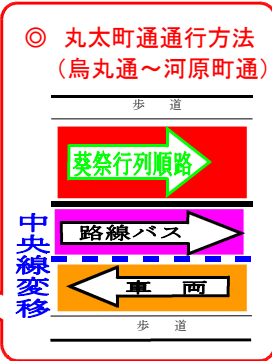 ◎ 丸太町通通行方法
(烏丸通～河原町通)
歩 道
葵祭行列順路
中央線変移
路線バス
車 両
歩 道